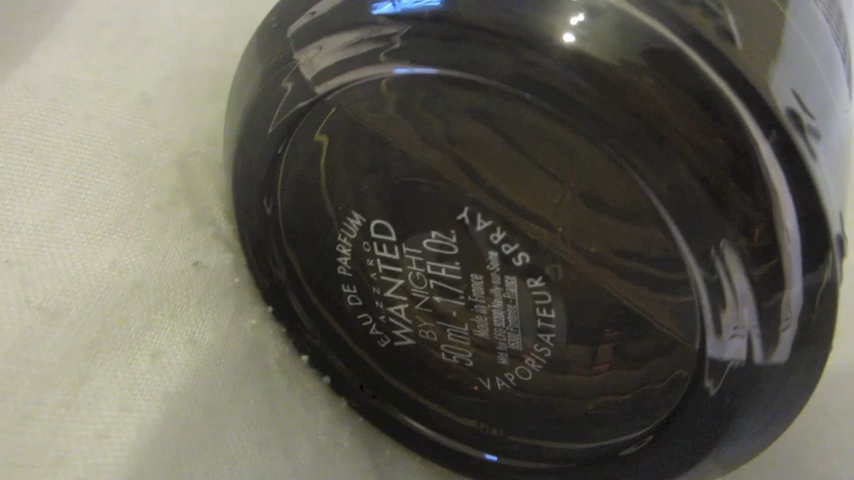 EAU DE PARFUM
AZZARO
WANTED
BY NIGHT
50 mL - 1.7 Fl. Oz.
Made in France
VAPORISATEUR SPRAY